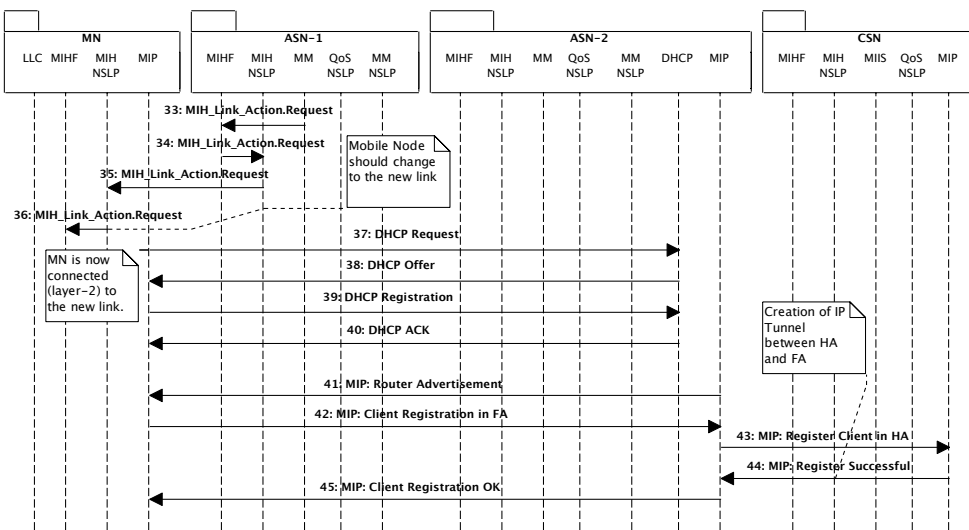 MN
ASN-1
ASN-2
CSN
LLC MIHF MIH NSLP MIP
MIHF MIH NSLP MM QoS NSLP MM NSLP
MIHF MIH NSLP MM QoS NSLP MM NSLP DHCP MIP
MIHF MIH NSLP MIIS QoS NSLP MIP
33: MIH_Link_Action.Request
34: MIH_Link_Action.Request
Mobile Node
should change
to the new link
35: MIH_Link_Action.Request
36: MIH_Link_Action.Request
37: DHCP Request
MN is now
connected
(layer-2) to
the new link.
38: DHCP Offer
39: DHCP Registration
40: DHCP ACK
Creation of IP
Tunnel
between HA
and FA
41: MIP: Router Advertisement
42: MIP: Client Registration in FA
43: MIP: Register Client in HA
44: MIP: Register Successful
45: MIP: Client Registration OK